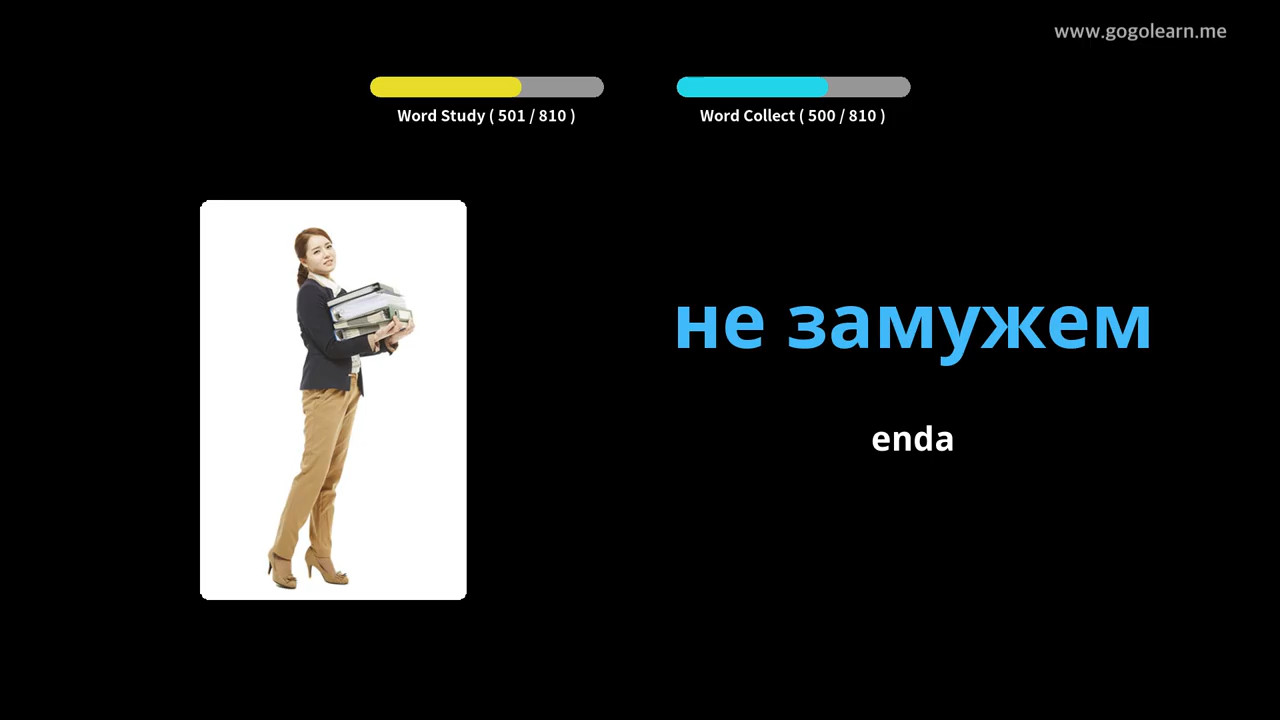 www.gogolearn.me
Word Study ( 501 / 810 )
Word Collect ( 500 / 810 )
не замужем
enda